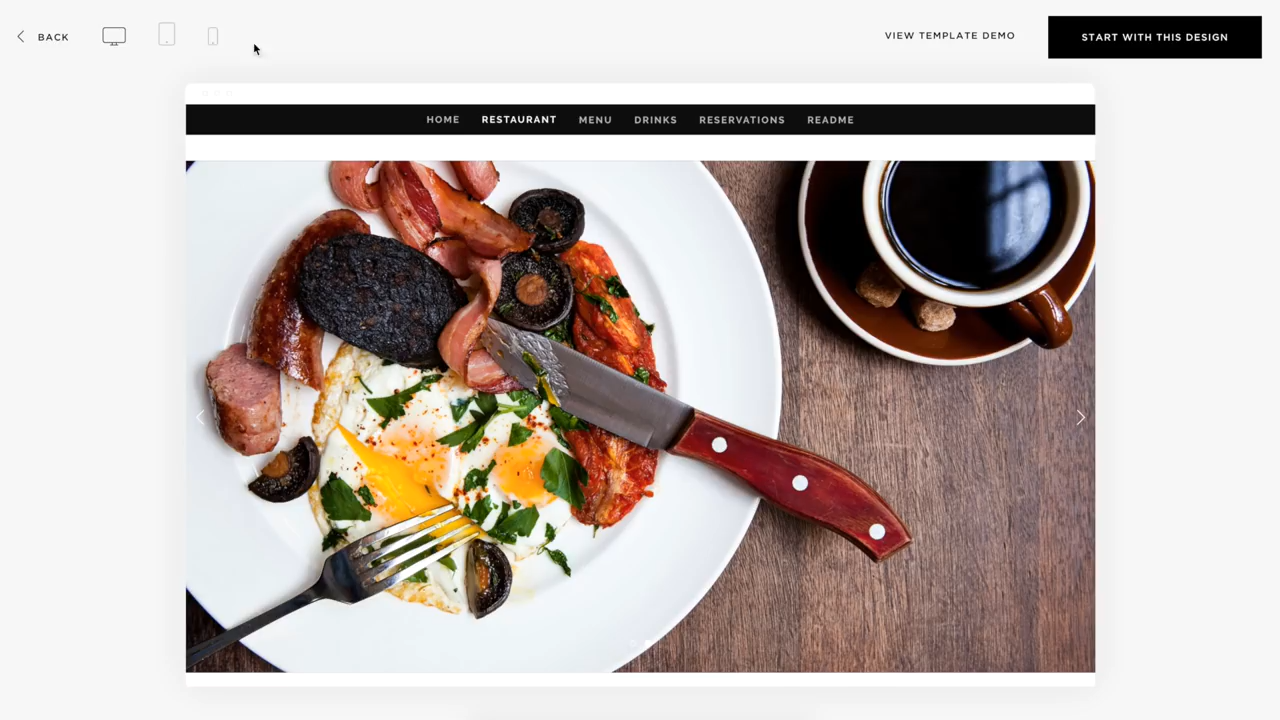 BACK
VIEW TEMPLATE DEMO
START WITH THIS DESIGN
HOME RESTAURANT MENU DRINKS RESERVATIONS README